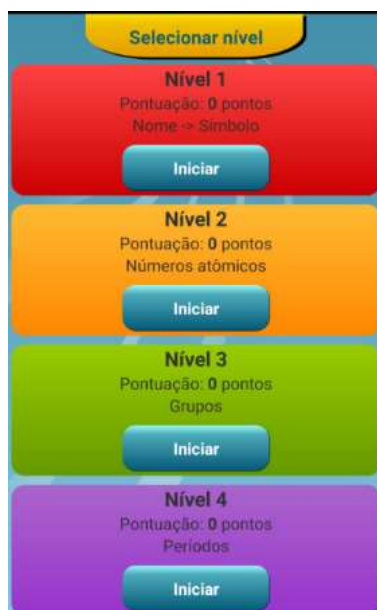 Selecionar nível
Nível 1
Pontuação: 0 pontos
Nome -> Símbolo
Iniciar
Nível 2
Pontuação: 0 pontos
Números atômicos
Iniciar
Nível 3
Pontuação: 0 pontos
Grupos
Iniciar
Nível 4
Pontuação: 0 pontos
Períodos
Iniciar